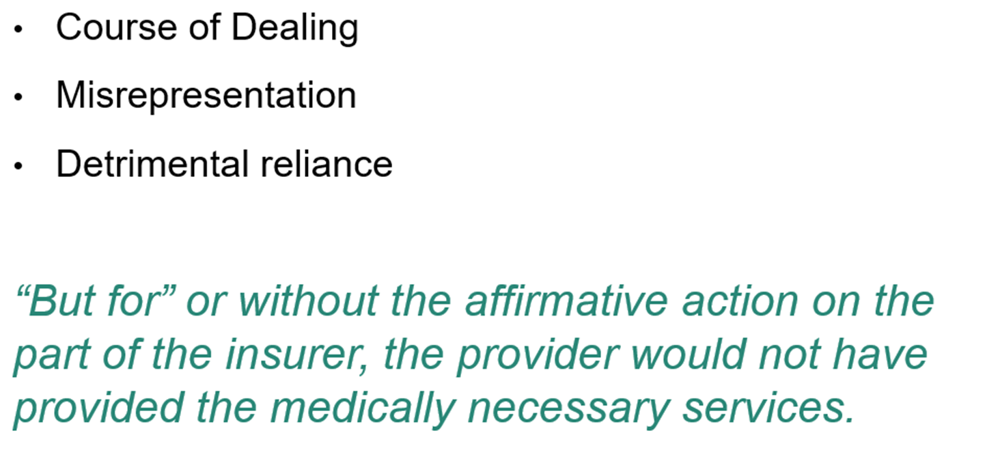 • Course of Dealing
• Misrepresentation
• Detrimental reliance
“But for” or without the affirmative action on the
part of the insurer, the provider would not have
provided the medically necessary services.